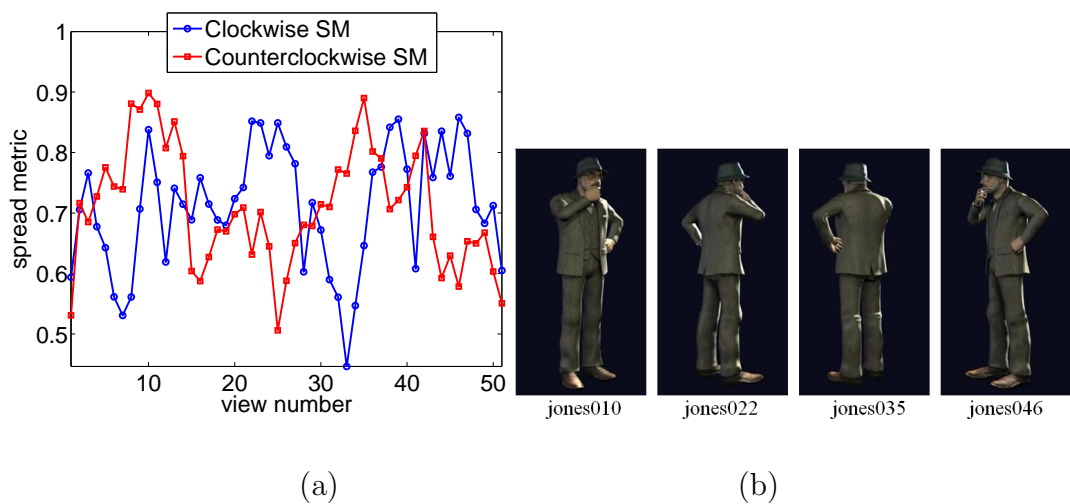 Clockwise SM
Counterclockwise SM
spread metric
1
0.9
0.8
0.7
0.6
0.5
10 20 30 40 50
view number
jones010 jones022 jones035 jones046
(a) (b)